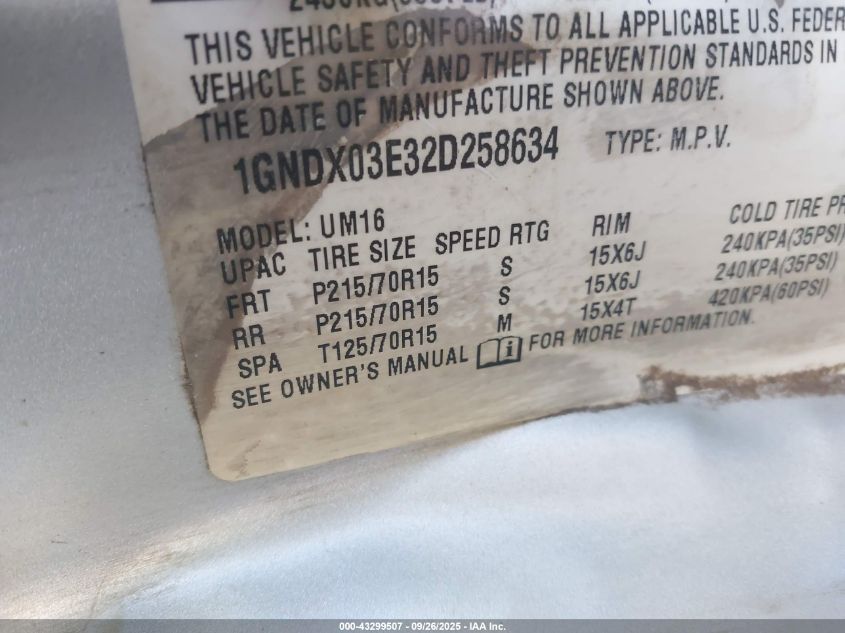 THIS VEHICLE CONFORMS TO ALL APPLICABLE U.S. FEDER
VEHICLE SAFETY AND THEFT PREVENTION STANDARDS IN
THE DATE OF MANUFACTURE SHOWN ABOVE.
1GNDX03E32D258634 TYPE: M.P.V.
MODEL: UM16
UPAC TIRE SIZE SPEED RTG RIM COLD TIRE PR
FRT P215/70R15 S 15X6J 240KPA(35PSI)
RR P215/70R15 S 15X6J 240KPA(35PSI)
SPA T125/70R15 M 15X4T 420KPA(60PSI)
SEE OWNER'S MANUAL i FOR MORE INFORMATION.
000-43299507 - 09/26/2025 - IAA Inc.